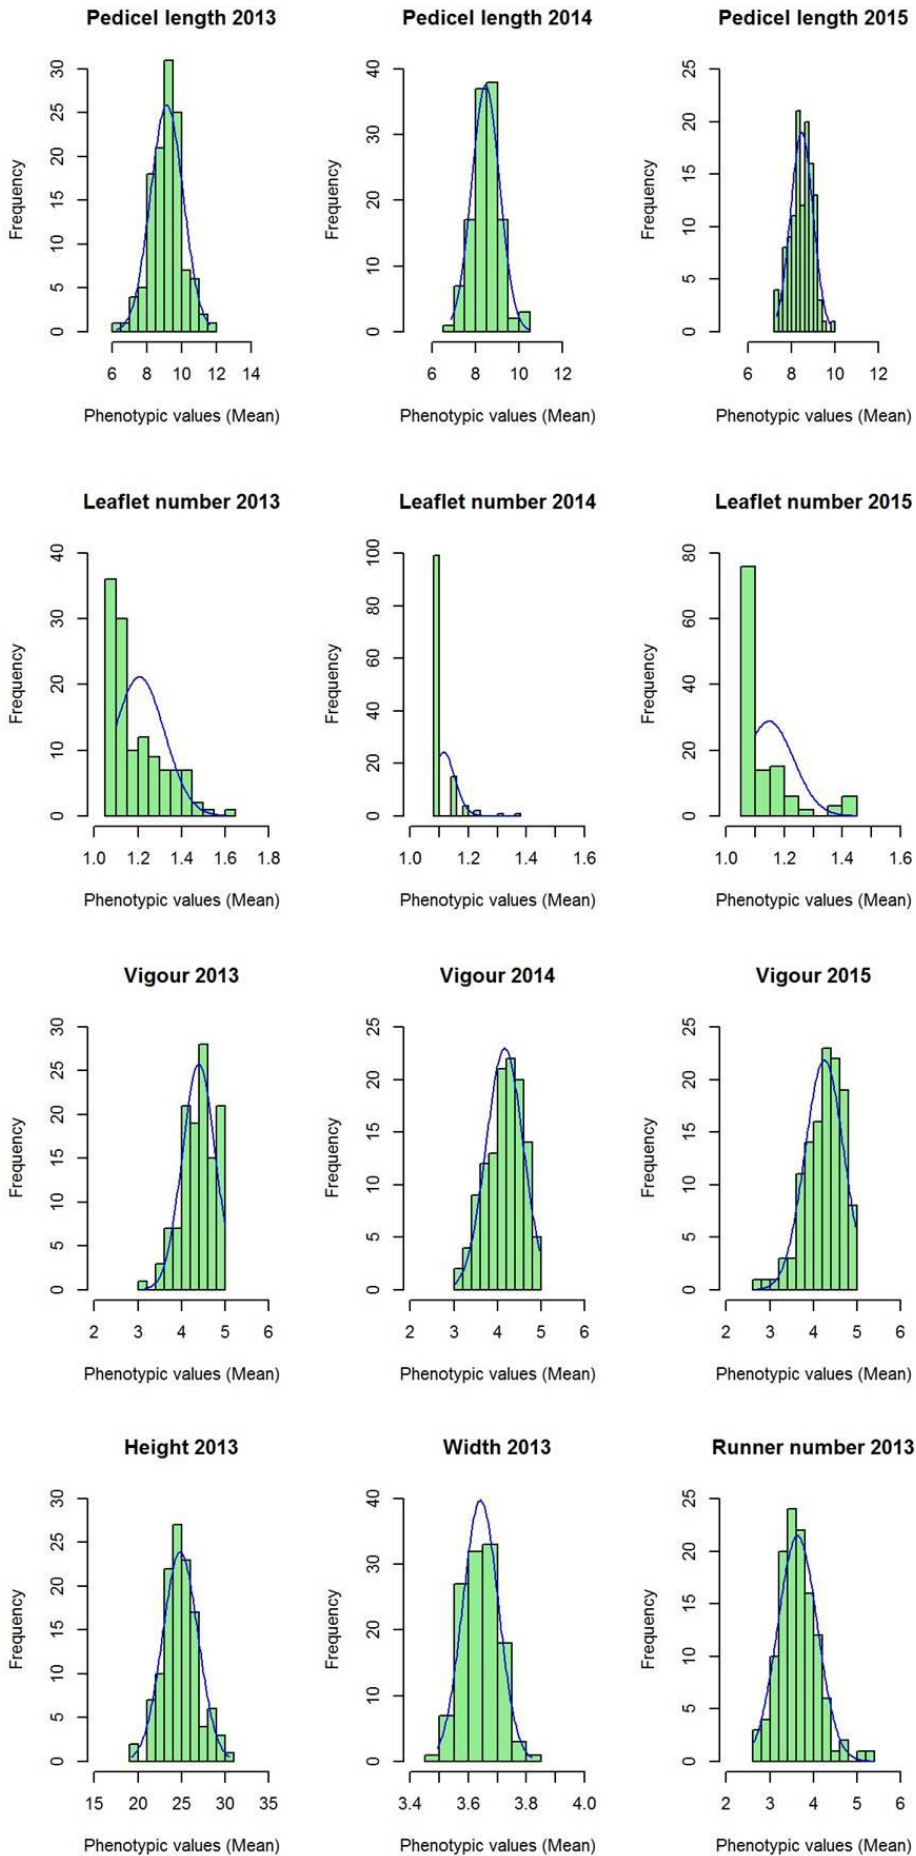 Pedicel length 2013
Frequency
0 5 10 15 20 25 30
6 8 10 12 14
Phenotypic values (Mean)
Pedicel length 2014
Frequency
0 10 20 30 40
6 8 10 12
Phenotypic values (Mean)
Pedicel length 2015
Frequency
0 5 10 15 20 25
6 8 10 12
Phenotypic values (Mean)
Leaflet number 2013
Frequency
0 10 20 30 40
1.0 1.2 1.4 1.6 1.8
Phenotypic values (Mean)
Leaflet number 2014
Frequency
0 20 40 60 80 100
1.0 1.2 1.4 1.6
Phenotypic values (Mean)
Leaflet number 2015
Frequency
0 20 40 60 80
1.0 1.2 1.4 1.6
Phenotypic values (Mean)
Vigour 2013
Frequency
0 5 10 15 20 25 30
2 3 4 5 6
Phenotypic values (Mean)
Vigour 2014
Frequency
0 5 10 15 20 25
2 3 4 5 6
Phenotypic values (Mean)
Vigour 2015
Frequency
0 5 10 15 20 25
2 3 4 5 6
Phenotypic values (Mean)
Height 2013
Frequency
0 5 10 15 20 25 30
15 20 25 30 35
Phenotypic values (Mean)
Width 2013
Frequency
0 10 20 30 40
3.4 3.6 3.8 4.0
Phenotypic values (Mean)
Runner number 2013
Frequency
0 5 10 15 20 25
2 3 4 5 6
Phenotypic values (Mean)